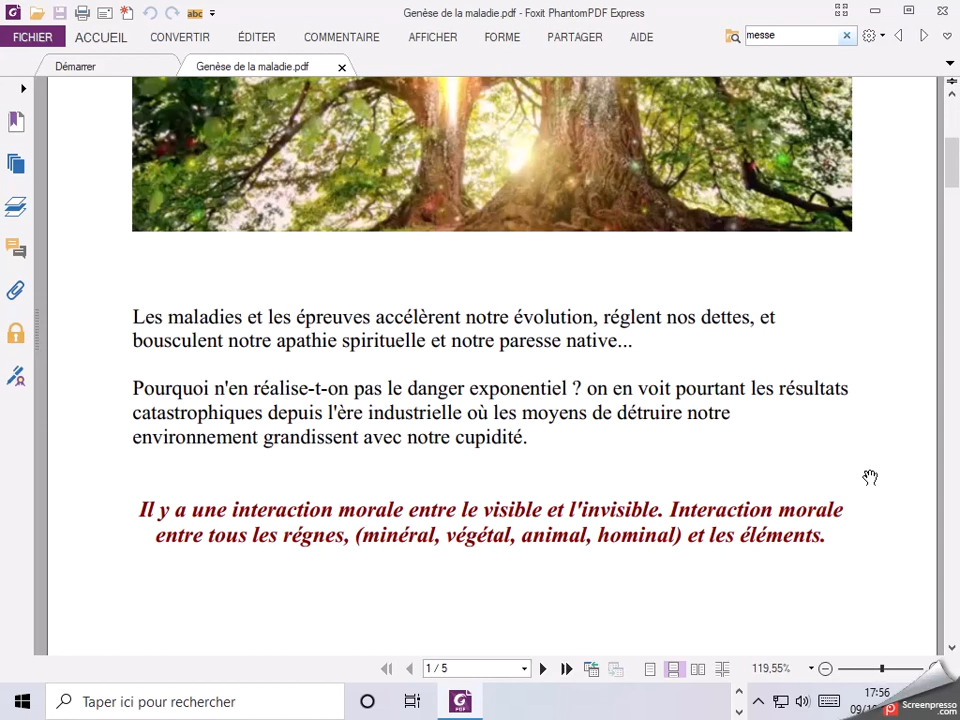 Genèse de la maladie.pdf - Foxit PhantomPDF Express
FICHIER ACCUEIL CONVERTIR ÉDITER COMMENTAIRE AFFICHER FORME PARTAGER AIDE messe
Démarrer Genèse de la maladie.pdf
Les maladies et les épreuves accélèrent notre évolution, réglent nos dettes, et
bousculent notre apathie spirituelle et notre paresse native...
Pourquoi n'en réalise-t-on pas le danger exponentiel ? on en voit pourtant les résultats
catastrophiques depuis l'ère industrielle où les moyens de détruire notre
environnement grandissent avec notre cupidité.
Il y a une interaction morale entre le visible et l'invisible. Interaction morale
entre tous les régnes, (minéral, végétal, animal, hominal) et les éléments.
1 / 5 119,55%
Taper ici pour rechercher 17:56
09/10
Screenpresso
.com